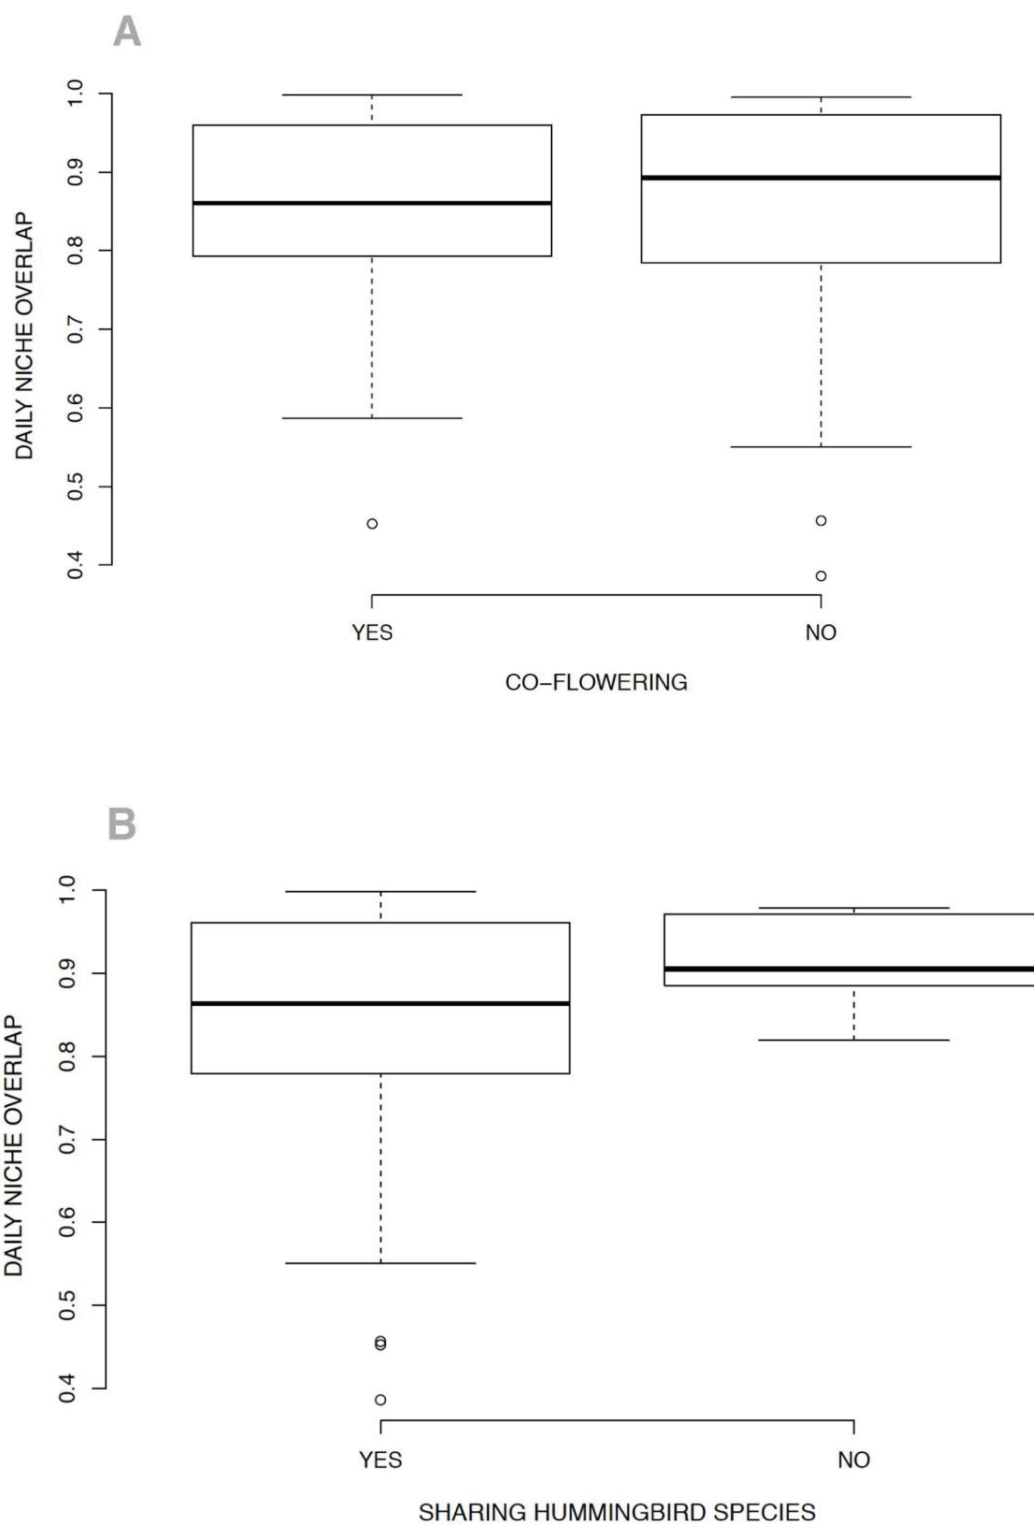 A
1.0
0.9
0.8
0.7
0.6
0.5
0.4
DAILY NICHE OVERLAP
YES NO
CO−FLOWERING
B
1.0
0.9
0.8
0.7
0.6
0.5
0.4
DAILY NICHE OVERLAP
YES NO
SHARING HUMMINGBIRD SPECIES